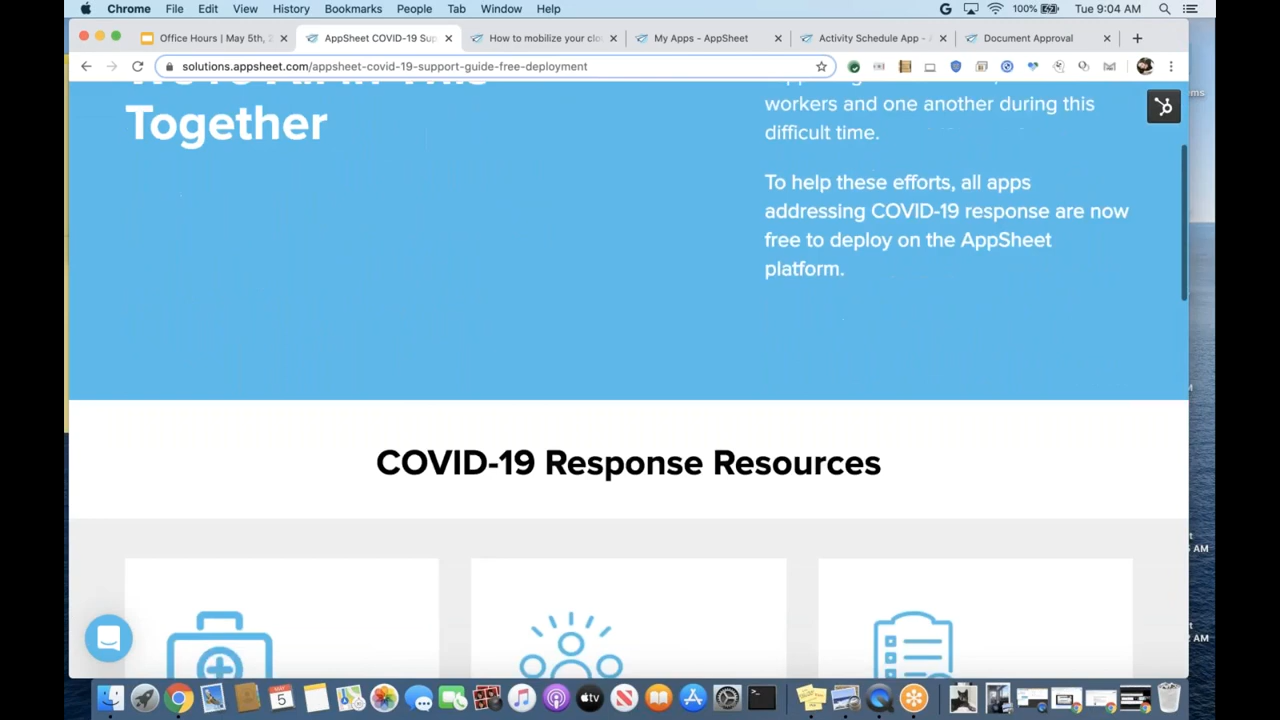 Chrome File Edit View History Bookmarks People Tab Window Help 100% Tue 9:04 AM
Office Hours | May 5th, AppSheet COVID-19 Sup How to mobilize your clo My Apps - AppSheet Activity Schedule App - Document Approval
solutions.appsheet.com/appsheet-covid-19-support-guide-free-deployment
Together
workers and one another during this
difficult time.
To help these efforts, all apps
addressing COVID-19 response are now
free to deploy on the AppSheet
platform.
COVID-19 Response Resources
MAY
5
tv